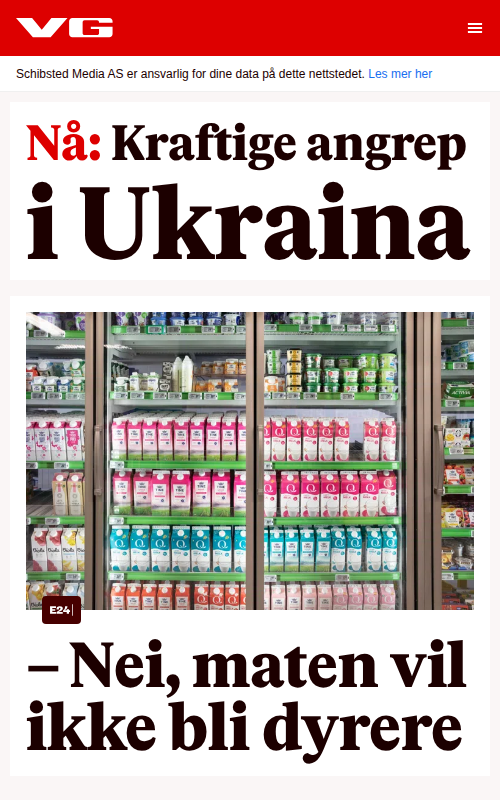 VG
Schibsted Media AS er ansvarlig for dine data på dette nettstedet. Les mer her
Nå: Kraftige angrep
i Ukraina
E24
– Nei, maten vil
ikke bli dyrere